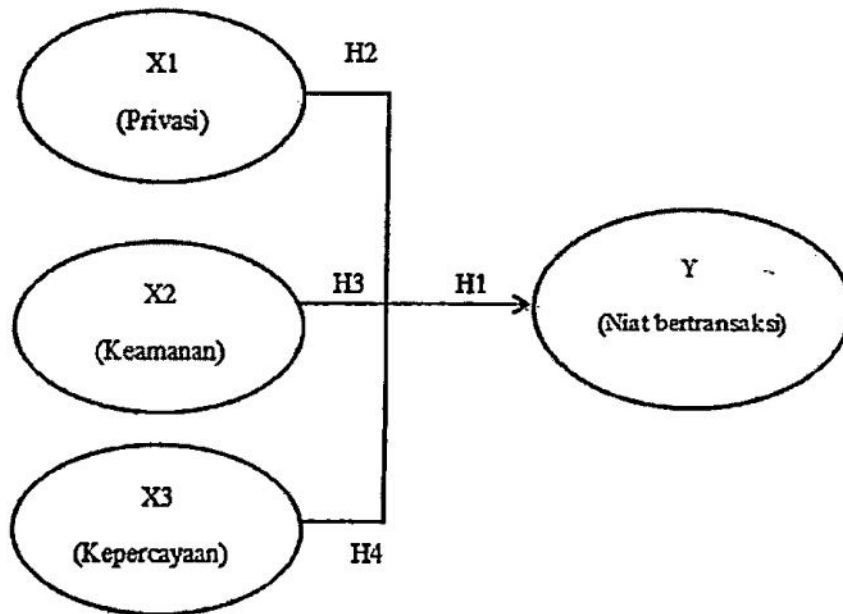 X1
(Privasi)
H2
X2
(Keamanan)
H3
H1
Y
(Niat bertransaksi)
X3
(Kepercayaan)
H4